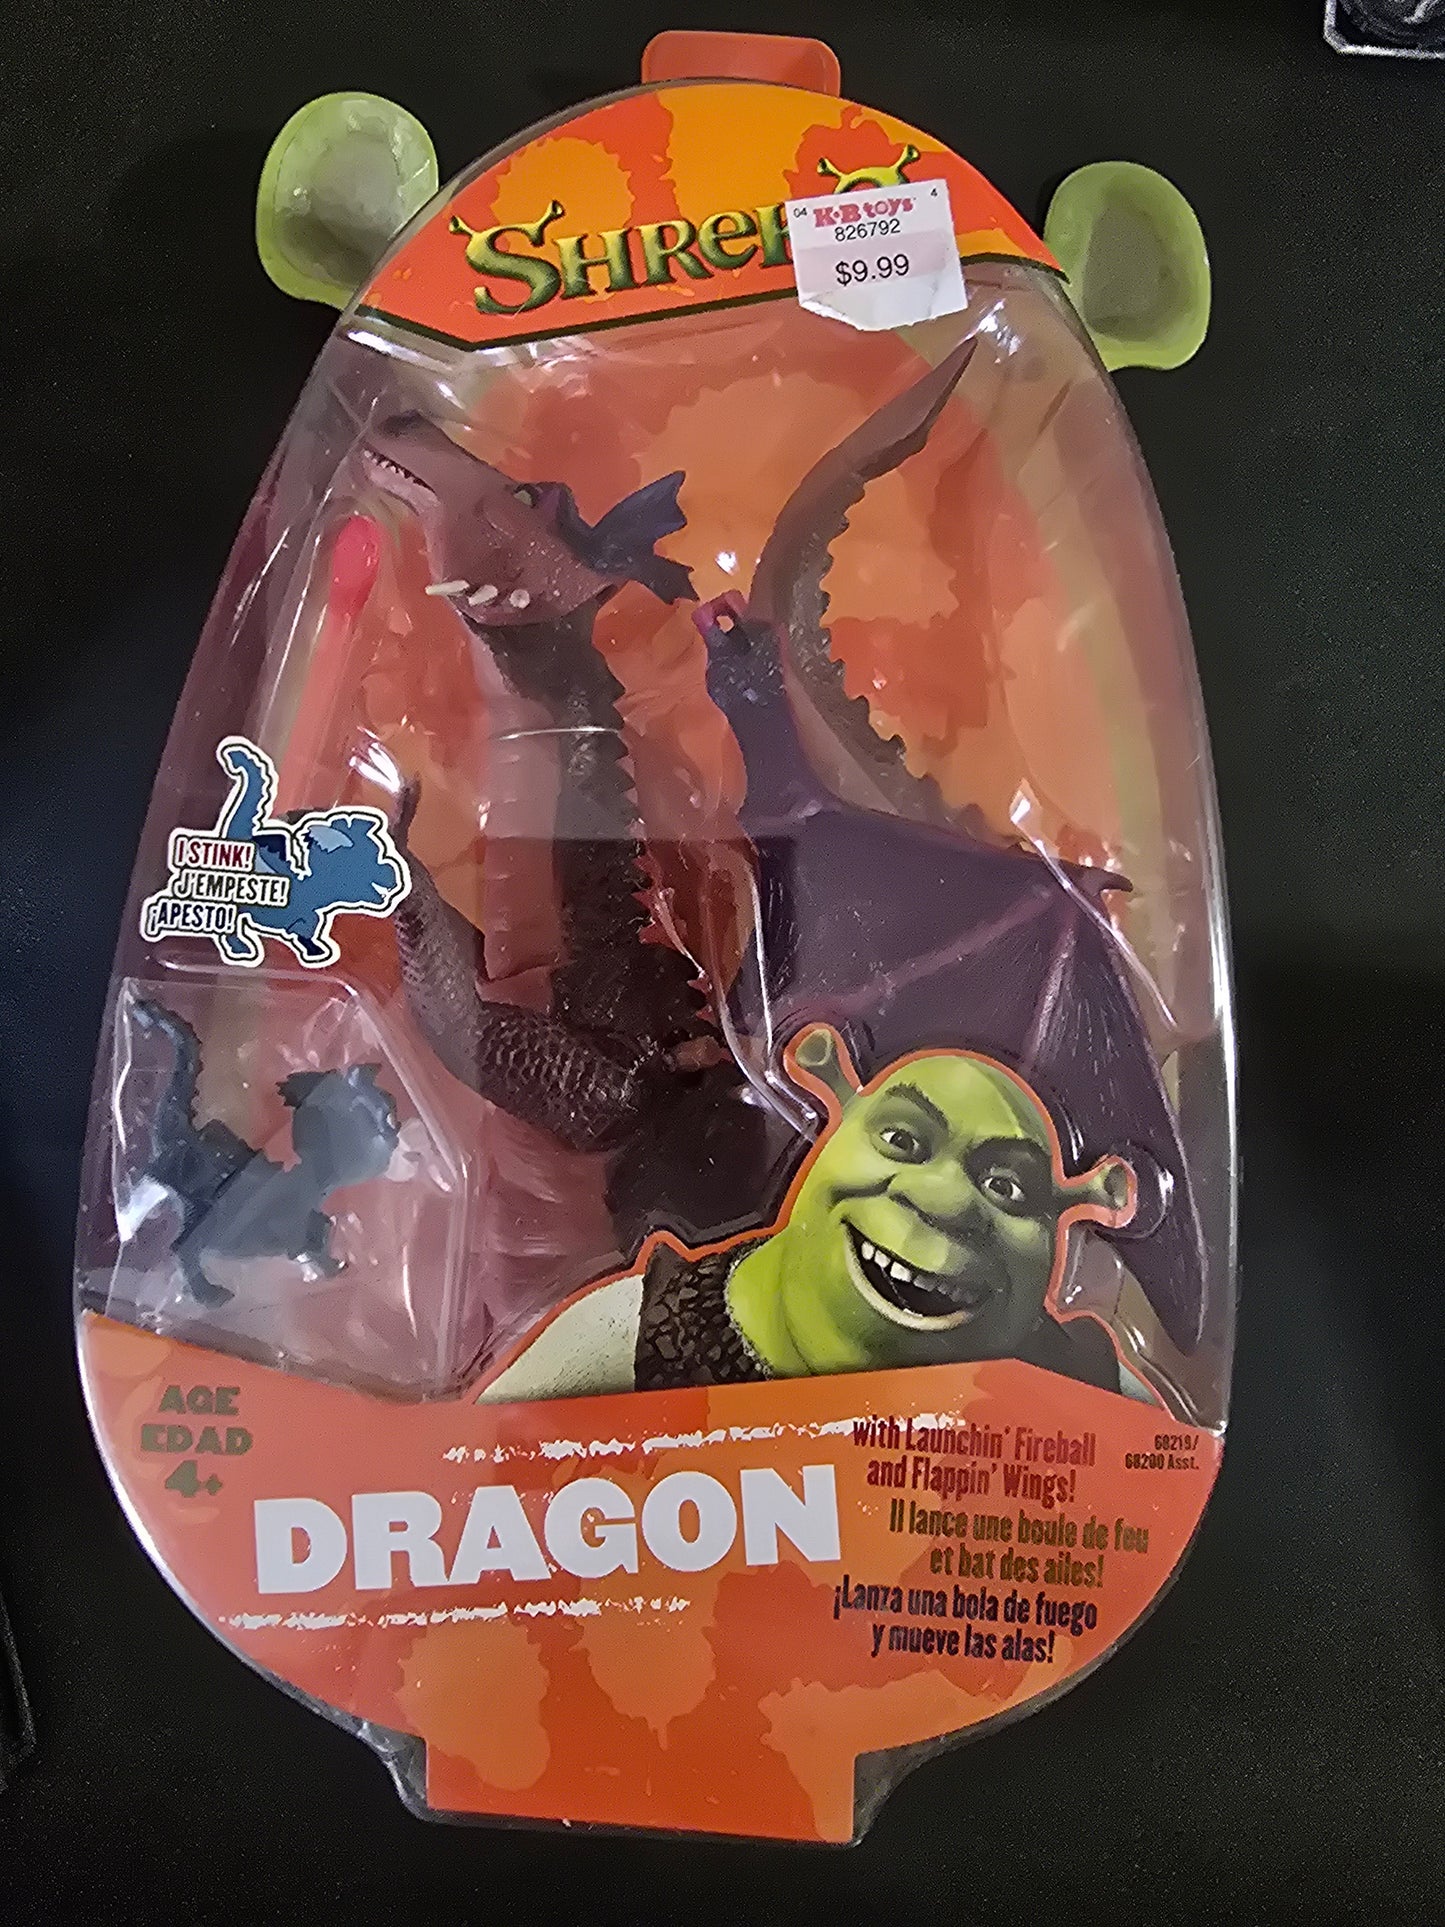 SHREK
04 K·B toys 4
826792
$9.99
I STINK!
J'EMPESTE!
¡APESTO!
AGE
EDAD
4+
DRAGON
with Launchin' Fireball
and Flappin' Wings!
Il lance une boule de feu
et bat des ailes!
¡Lanza una bola de fuego
y mueve las alas!
60219/
60200 Asst.